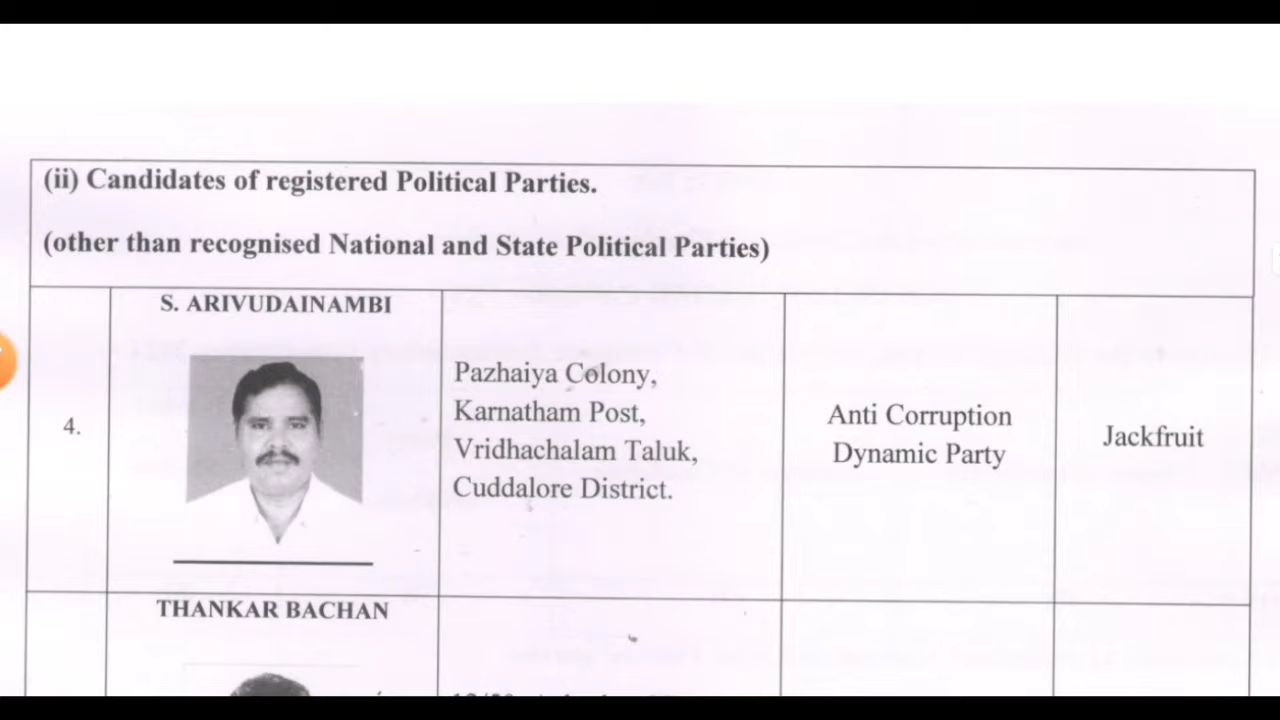 (ii) Candidates of registered Political Parties.
(other than recognised National and State Political Parties)
4.
S. ARIVUDAINAMBI
Pazhaiya Colony,
Karnatham Post,
Vridhachalam Taluk,
Cuddalore District.
Anti Corruption
Dynamic Party
Jackfruit
THANKAR BACHAN